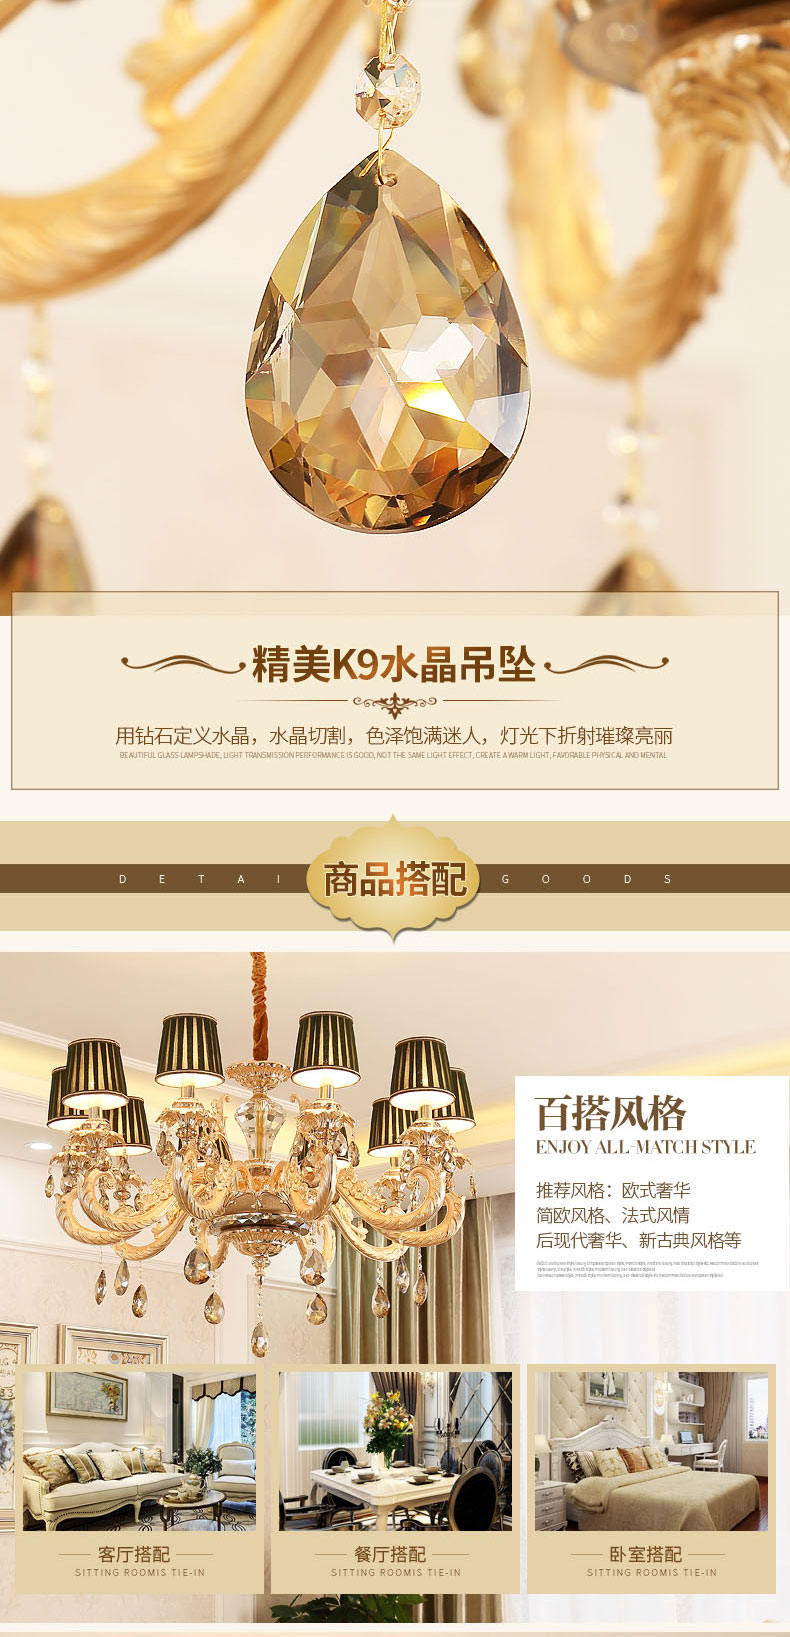 精美K9水晶吊坠
用钻石定义水晶，水晶切割，色泽饱满迷人，灯光下折射璀璨亮丽
BEAUTIFUL GLASS LAMPSHADE, LIGHT TRANSMISSION PERFORMANCE IS GOOD, NOT THE SAME LIGHT EFFECT, CREATE A WARM LIGHT, FAVORABLE PHYSICAL AND MENTAL
DETAI 商品搭配 GOODS
百搭风格
ENJOY ALL-MATCH STYLE
推荐风格：欧式奢华
简欧风格、法式风情
后现代奢华、新古典风格等
客厅搭配
SITTING ROOMIS TIE-IN
餐厅搭配
SITTING ROOMIS TIE-IN
卧室搭配
SITTING ROOMIS TIE-IN